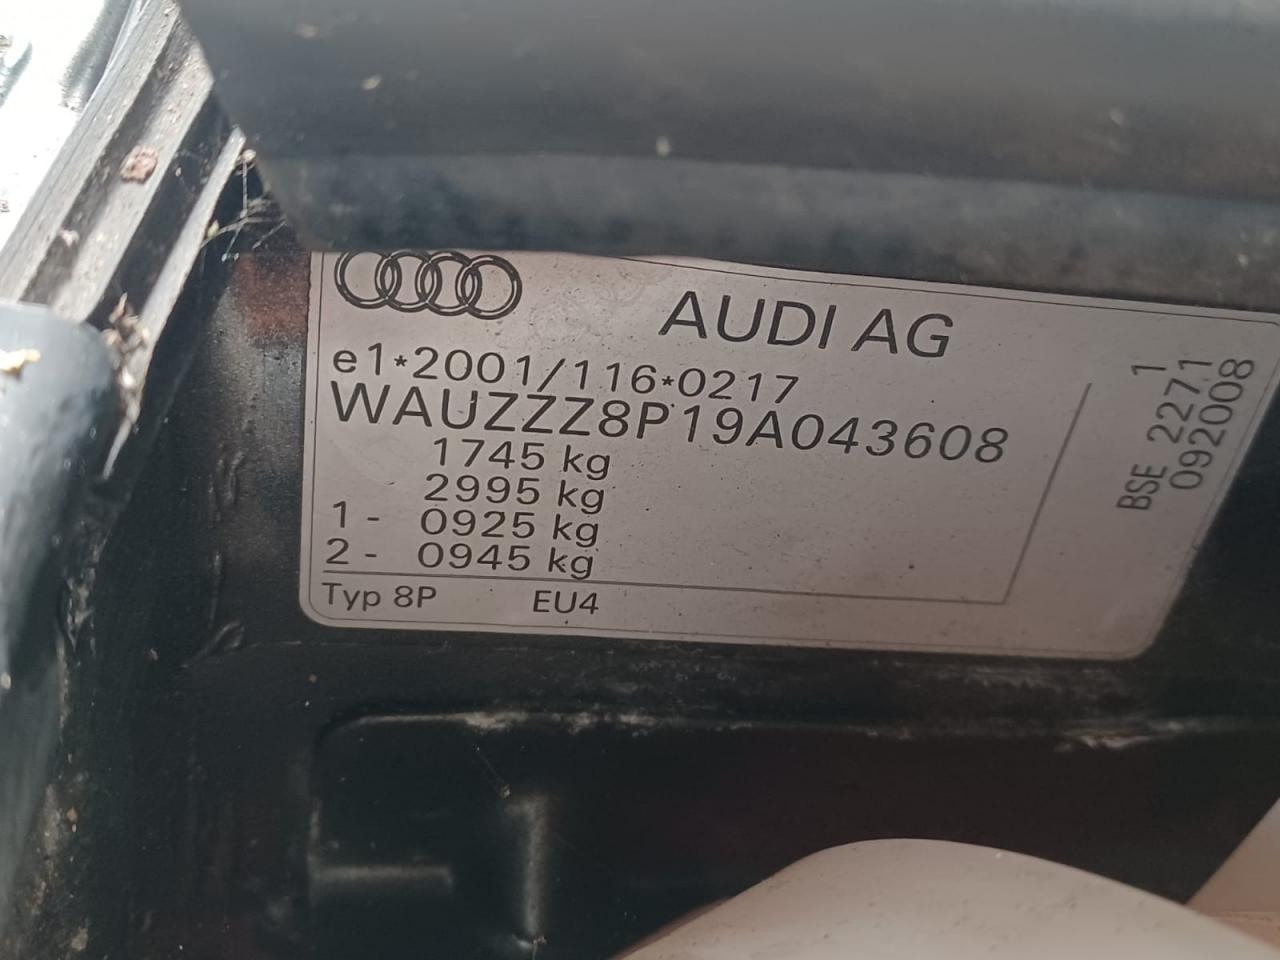 AUDI AG
e1*2001/116*0217
WAUZZZ8P19A043608
1745 kg
2995 kg
1- 0925 kg
2- 0945 kg
Typ 8P EU4
1
BSE 2271
092008